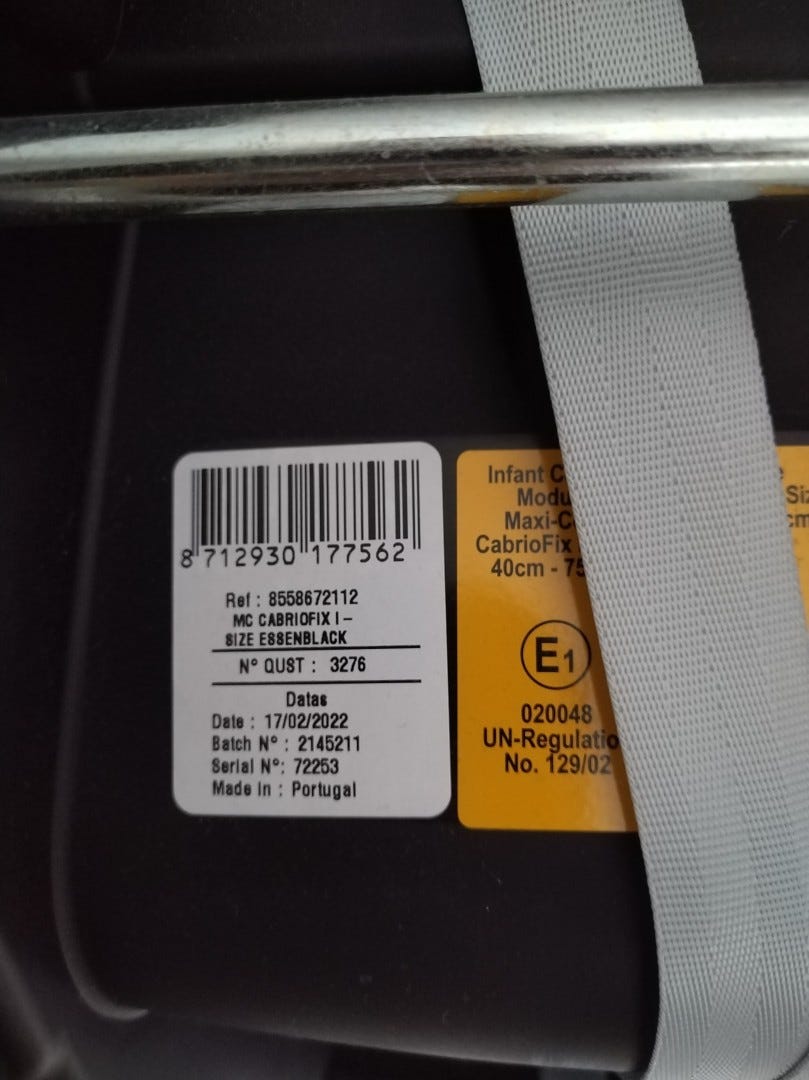 8 712930 177562
Ref : 8558672112
MC CABRIOFIX I -
SIZE ESSENBLACK
N° QUST : 3276
Datas
Date : 17/02/2022
Batch N° : 2145211
Serial N°: 72253
Made in : Portugal
Infant
Maxi-
CabrioFix
40cm - 75
E1
020048
UN-Regulatio
No. 129/02